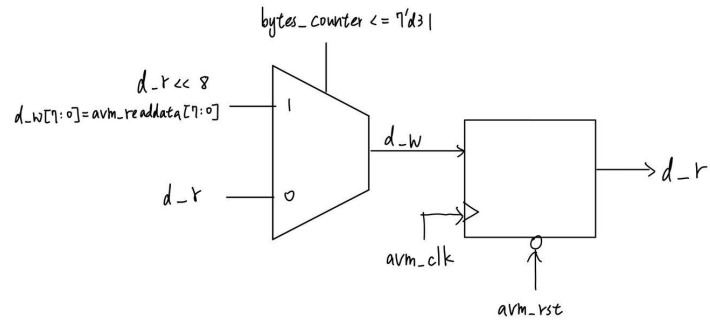 bytes_counter <= 7'd31
d_r << 8
d_w[7:0]=avm_readdata[7:0]
1
d_w
d_r
d_r
0
avm_clk
avm_rst